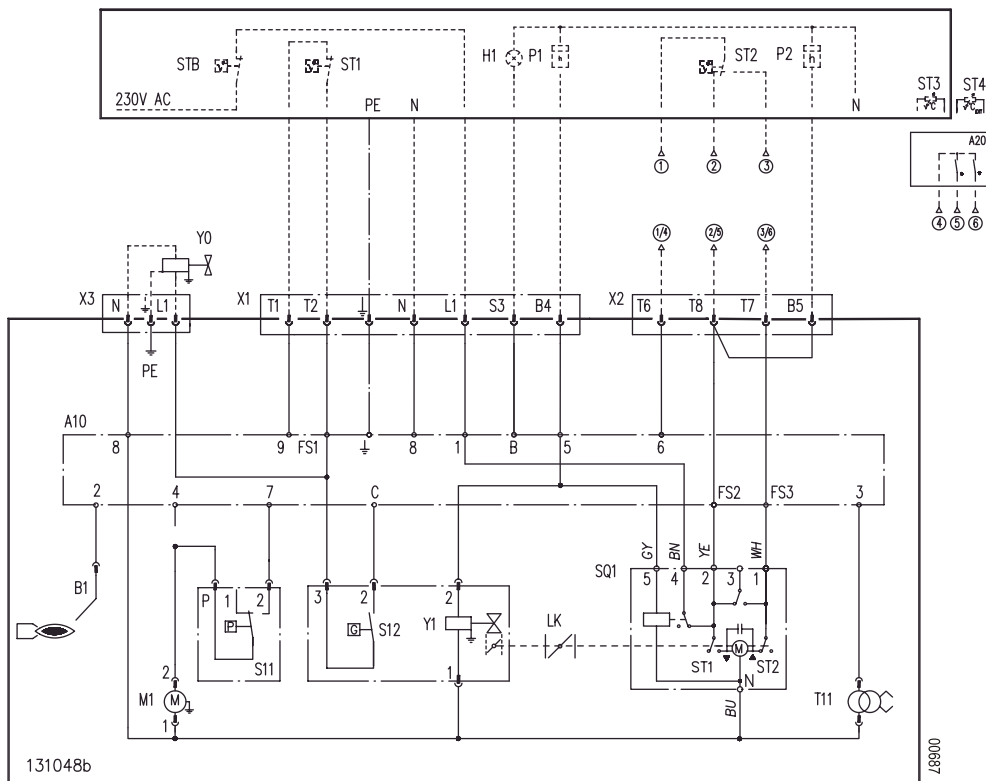 STB ST1 H1 P1 h ST2 P2 h
230V AC PE N N
ST3 ST4
A20
1 2 3
4 5 6
Y0
1/4 2/5 3/6
X3 N L1
X1 T1 T2 N L1 S3 B4
X2 T6 T8 T7 B5
PE
A10
8 9 FS1 8 1 B 5 6
2 4 7 C FS2 FS3 3
GY BN YE WH
B1 P 1 2 3 2 2 SQ1 5 4 2 3 1
P S11 G S12 Y1 LK ST1 M ST2
M1 2 M 1 1 N T11
BU
131048b
00687